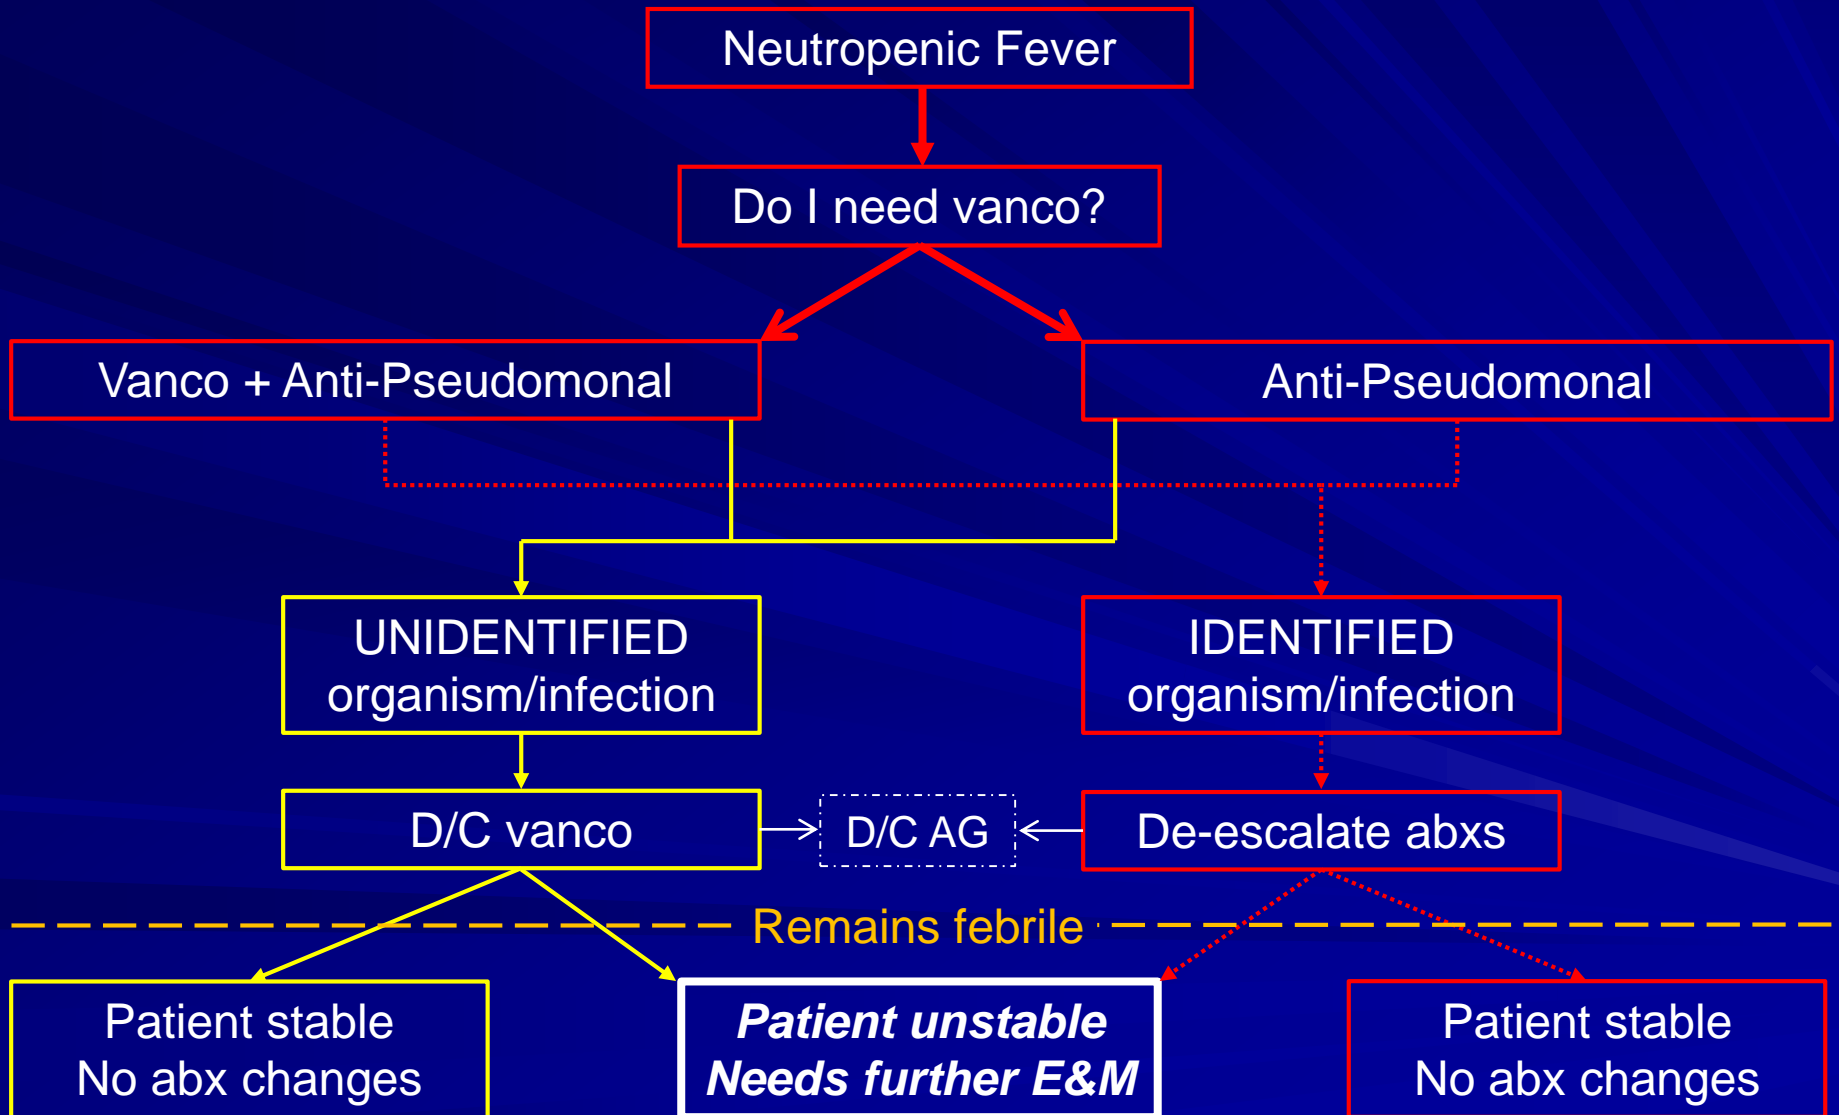 Neutropenic Fever
Do I need vanco?
Vanco + Anti-Pseudomonal
Anti-Pseudomonal
UNIDENTIFIED
organism/infection
IDENTIFIED
organism/infection
D/C vanco
D/C AG
De-escalate abxs
Remains febrile
Patient stable
No abx changes
Patient unstable
Needs further E&M
Patient stable
No abx changes